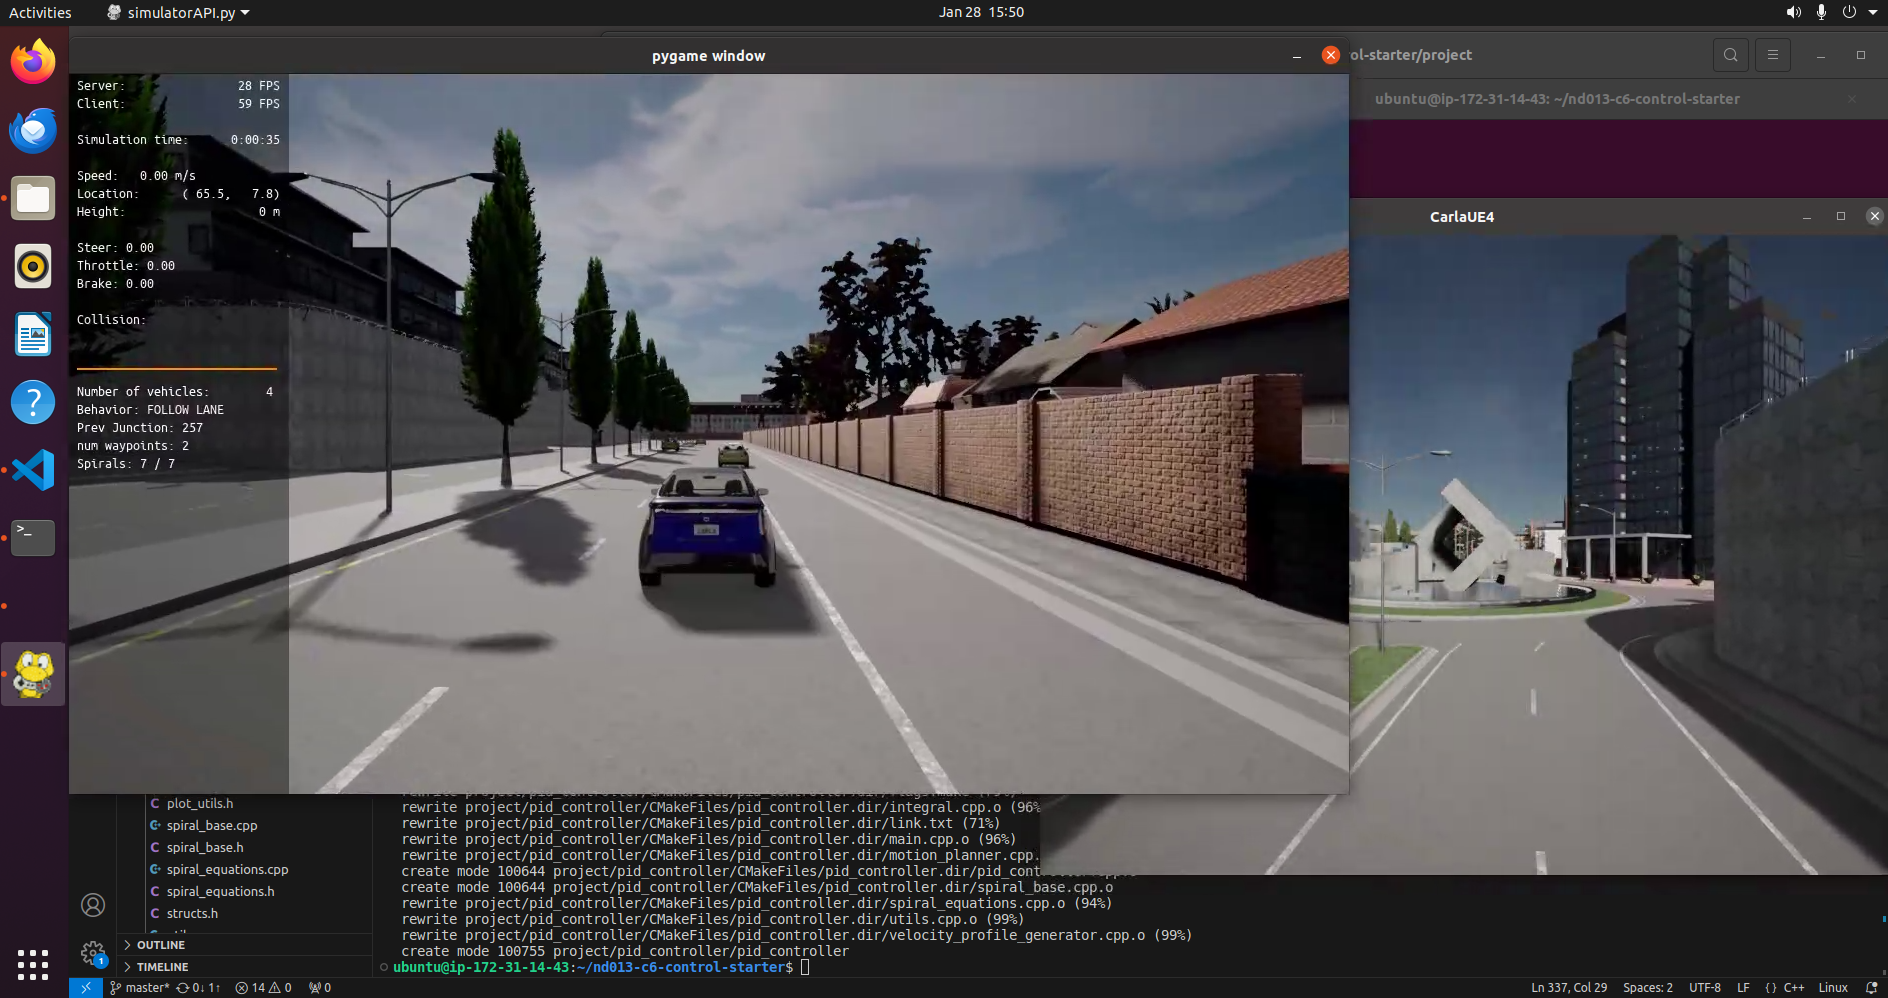 Activities
simulatorAPI.py
Jan 28 15:50
pygame window
ol-starter/project
ubuntu@ip-172-31-14-43: ~/nd013-c6-control-starter
CarlaUE4
Server: 28 FPS
Client: 59 FPS
Simulation time: 0:00:35
Speed: 0.00 m/s
Location: ( 65.5, 7.8)
Height: 0 m
Steer: 0.00
Throttle: 0.00
Brake: 0.00
Collision:
Number of vehicles: 4
Behavior: FOLLOW LANE
Prev Junction: 257
num waypoints: 2
Spirals: 7 / 7
plot_utils.h
spiral_base.cpp
spiral_base.h
spiral_equations.cpp
spiral_equations.h
structs.h
OUTLINE
TIMELINE
rewrite project/pid_controller/CMakeFiles/pid_controller.dir/integral.cpp.o (96%
rewrite project/pid_controller/CMakeFiles/pid_controller.dir/link.txt (71%)
rewrite project/pid_controller/CMakeFiles/pid_controller.dir/main.cpp.o (96%)
rewrite project/pid_controller/CMakeFiles/pid_controller.dir/motion_planner.cpp.
create mode 100644 project/pid_controller/CMakeFiles/pid_controller.dir/pid_cont
create mode 100644 project/pid_controller/CMakeFiles/pid_controller.dir/spiral_base.cpp.o
rewrite project/pid_controller/CMakeFiles/pid_controller.dir/spiral_equations.cpp.o (94%)
rewrite project/pid_controller/CMakeFiles/pid_controller.dir/utils.cpp.o (99%)
rewrite project/pid_controller/CMakeFiles/pid_controller.dir/velocity_profile_generator.cpp.o (99%)
create mode 100755 project/pid_controller/pid_controller
ubuntu@ip-172-31-14-43:~/nd013-c6-control-starter$
master* 0↓ 1↑ 14 0 0
Ln 337, Col 29 Spaces: 2 UTF-8 LF {} C++ Linux